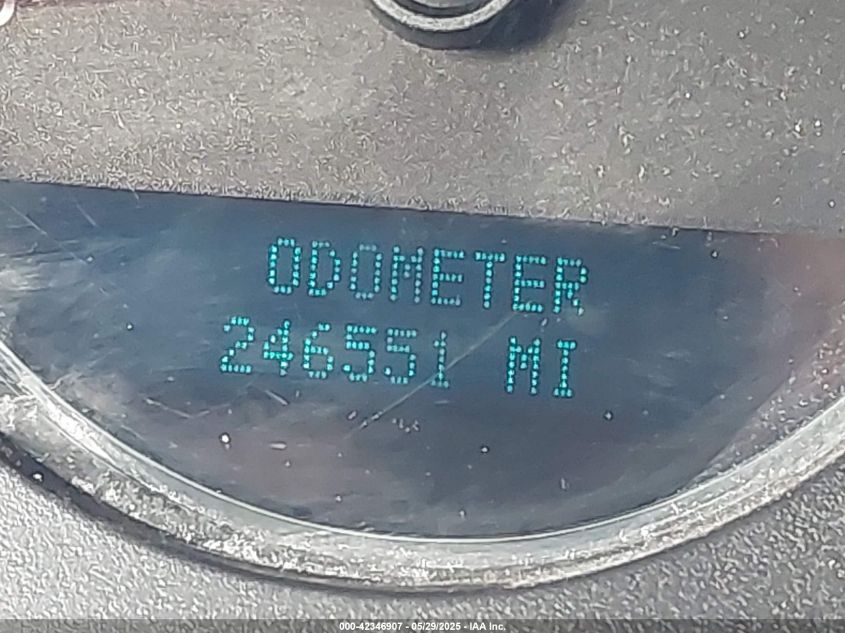 ODOMETER
246551 MI
000-42346907 - 05/29/2025 - IAA Inc.